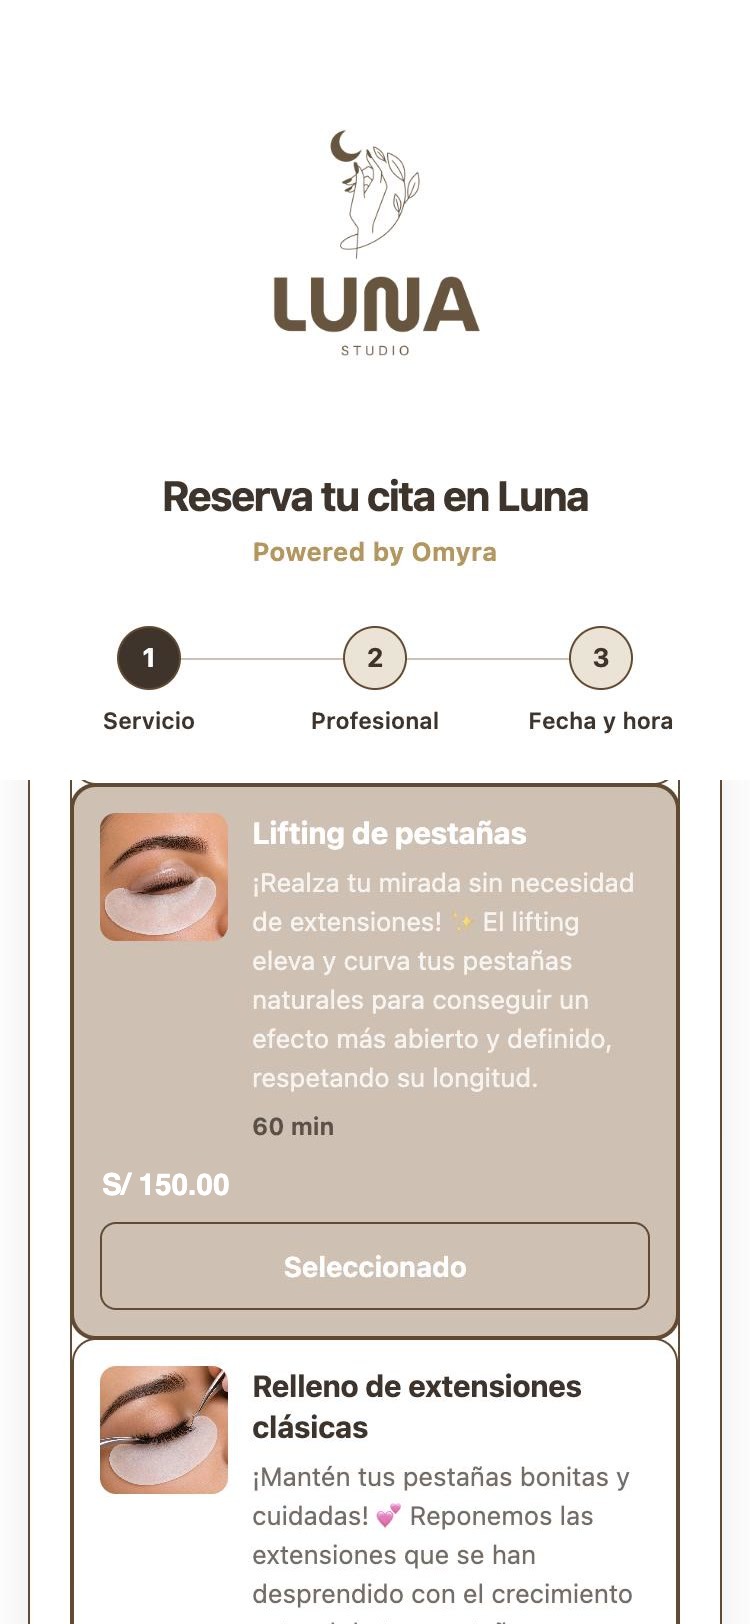 LUNA
STUDIO
Reserva tu cita en Luna
Powered by Omyra
1
2
3
Servicio
Profesional
Fecha y hora
Lifting de pestañas
¡Realza tu mirada sin necesidad
de extensiones! ✨ El lifting
eleva y curva tus pestañas
naturales para conseguir un
efecto más abierto y definido,
respetando su longitud.
60 min
S/ 150.00
Seleccionado
Relleno de extensiones
clásicas
¡Mantén tus pestañas bonitas y
cuidadas! 💕 Reponemos las
extensiones que se han
desprendido con el crecimiento